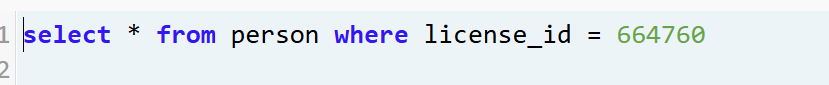 1 select * from person where license_id = 664760
2